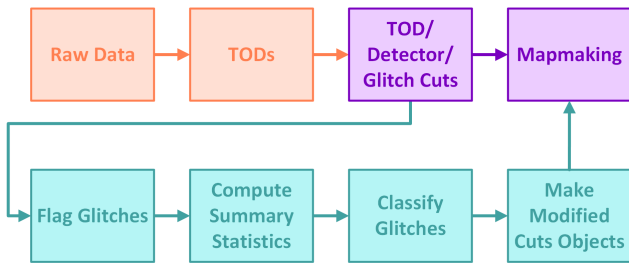 Raw Data
TODs
TOD/
Detector/
Glitch Cuts
Mapmaking
Flag Glitches
Compute
Summary
Statistics
Classify
Glitches
Make
Modified
Cuts Objects